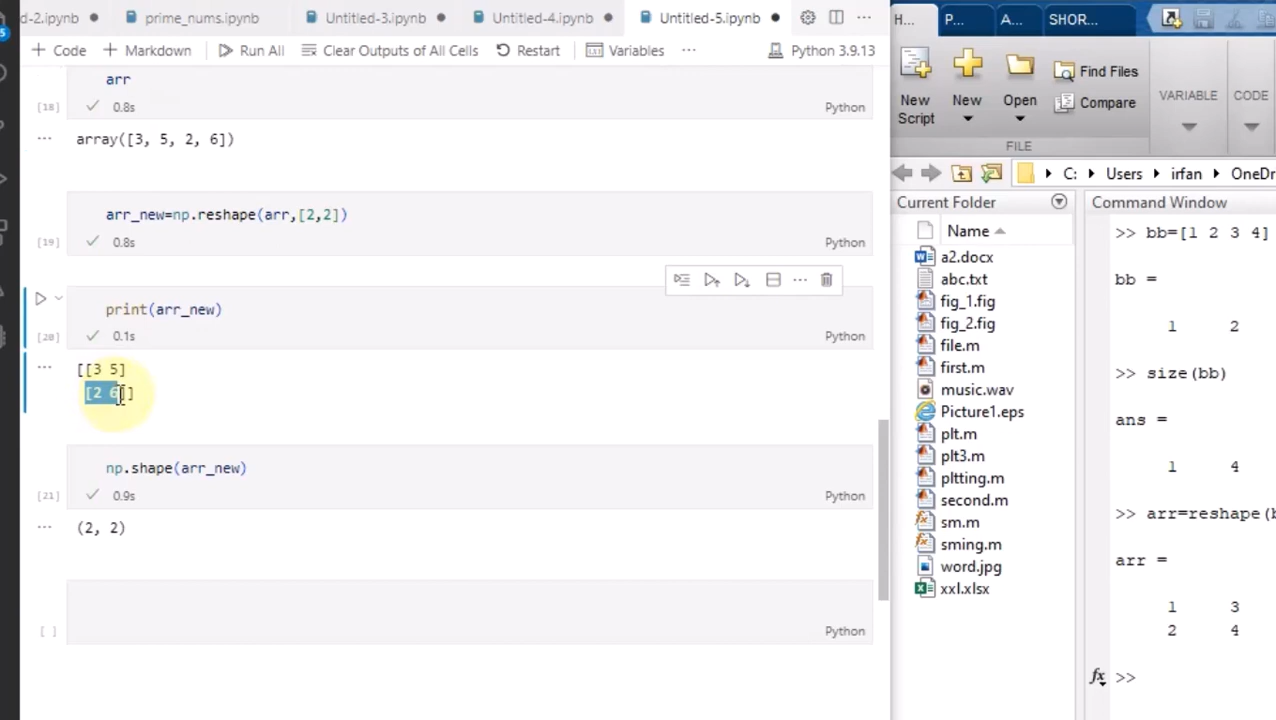 d-2.ipynb prime_nums.ipynb Untitled-3.ipynb Untitled-4.ipynb Untitled-5.ipynb
+ Code + Markdown Run All Clear Outputs of All Cells Restart Variables ... Python 3.9.13
arr
[18] 0.8s Python
array([3, 5, 2, 6])
arr_new=np.reshape(arr,[2,2])
[19] 0.8s Python
print(arr_new)
[20] 0.1s Python
[[3 5]
[2 6]]
np.shape(arr_new)
[21] 0.9s Python
(2, 2)
[ ] Python
H... P... A... SHOR...
New Script
New
Open
Find Files
Compare
VARIABLE
CODE
FILE
C: Users irfan OneDr
Current Folder
Name
a2.docx
abc.txt
fig_1.fig
fig_2.fig
file.m
first.m
music.wav
Picture1.eps
plt.m
plt3.m
pltting.m
second.m
sm.m
sming.m
word.jpg
xxl.xlsx
Command Window
>> bb=[1 2 3 4]
bb =
1 2
>> size(bb)
ans =
1 4
>> arr=reshape(b
arr =
1 3
2 4
fx >>